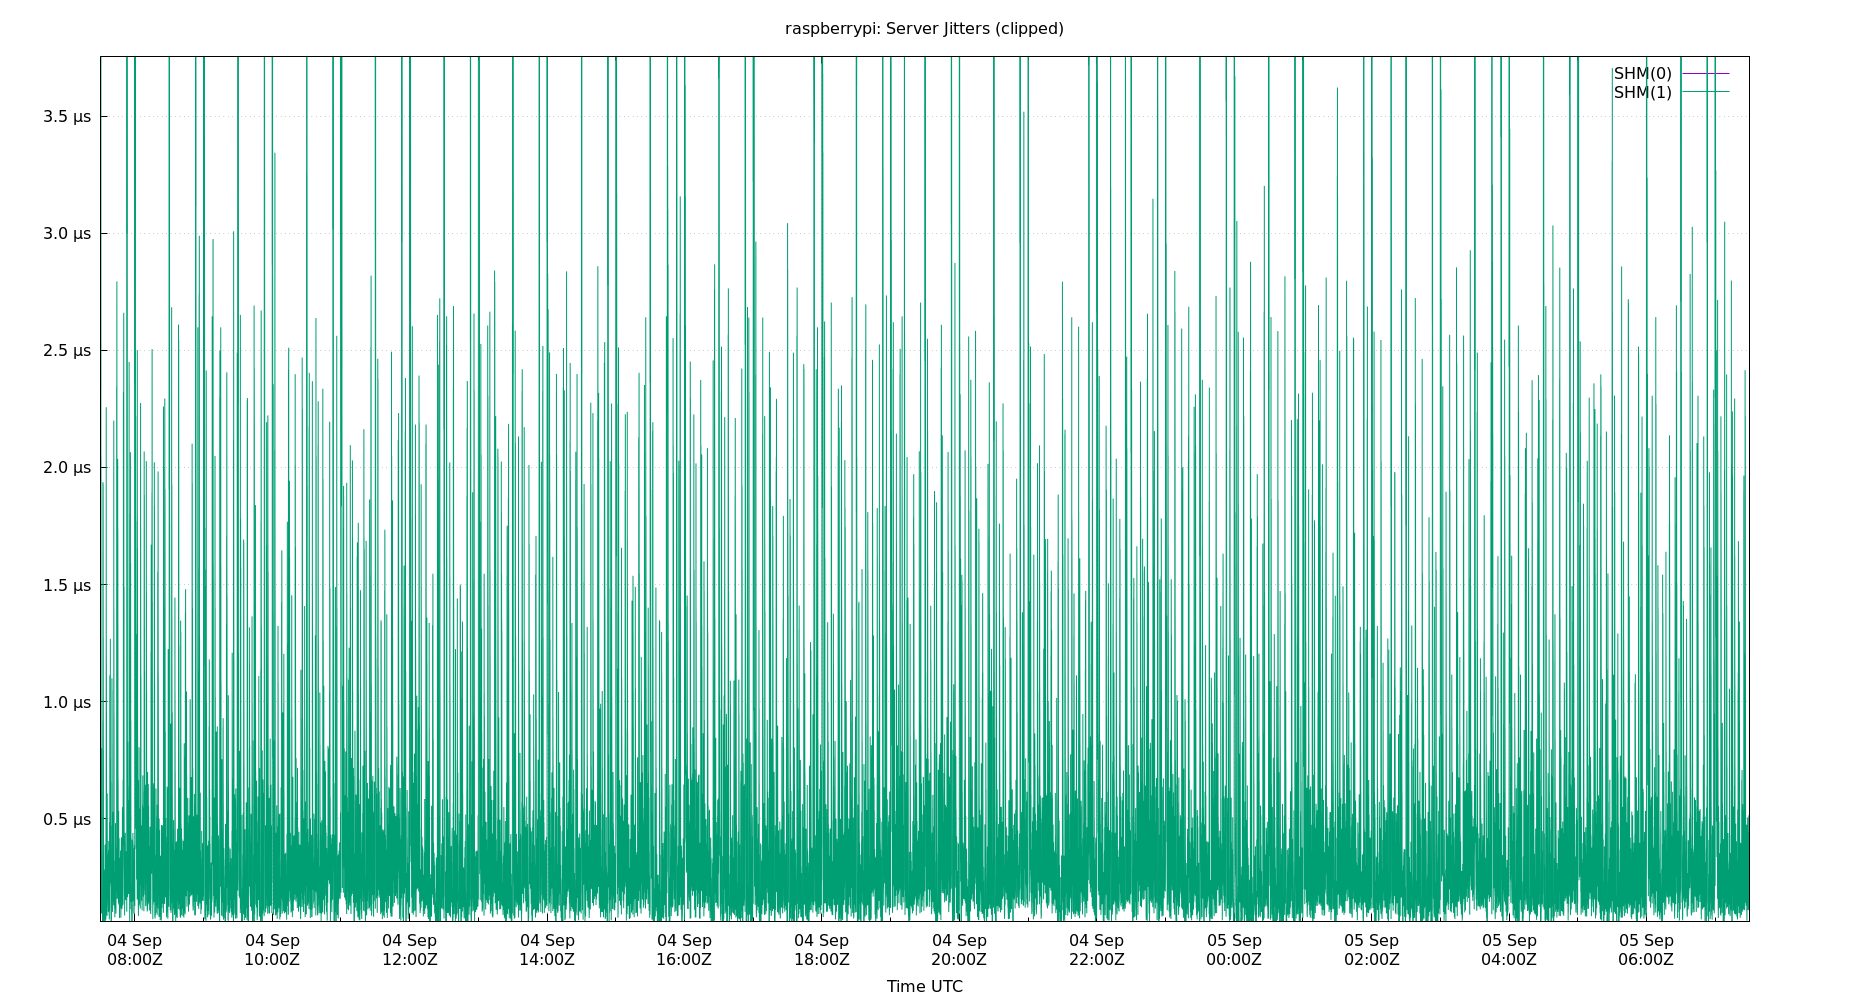 raspberrypi: Server Jitters (clipped)
SHM(0)
SHM(1)
3.5 μs
3.0 μs
2.5 μs
2.0 μs
1.5 μs
1.0 μs
0.5 μs
04 Sep 04 Sep 04 Sep 04 Sep 04 Sep 04 Sep 04 Sep 04 Sep 05 Sep 05 Sep 05 Sep 05 Sep
08:00Z 10:00Z 12:00Z 14:00Z 16:00Z 18:00Z 20:00Z 22:00Z 00:00Z 02:00Z 04:00Z 06:00Z
Time UTC